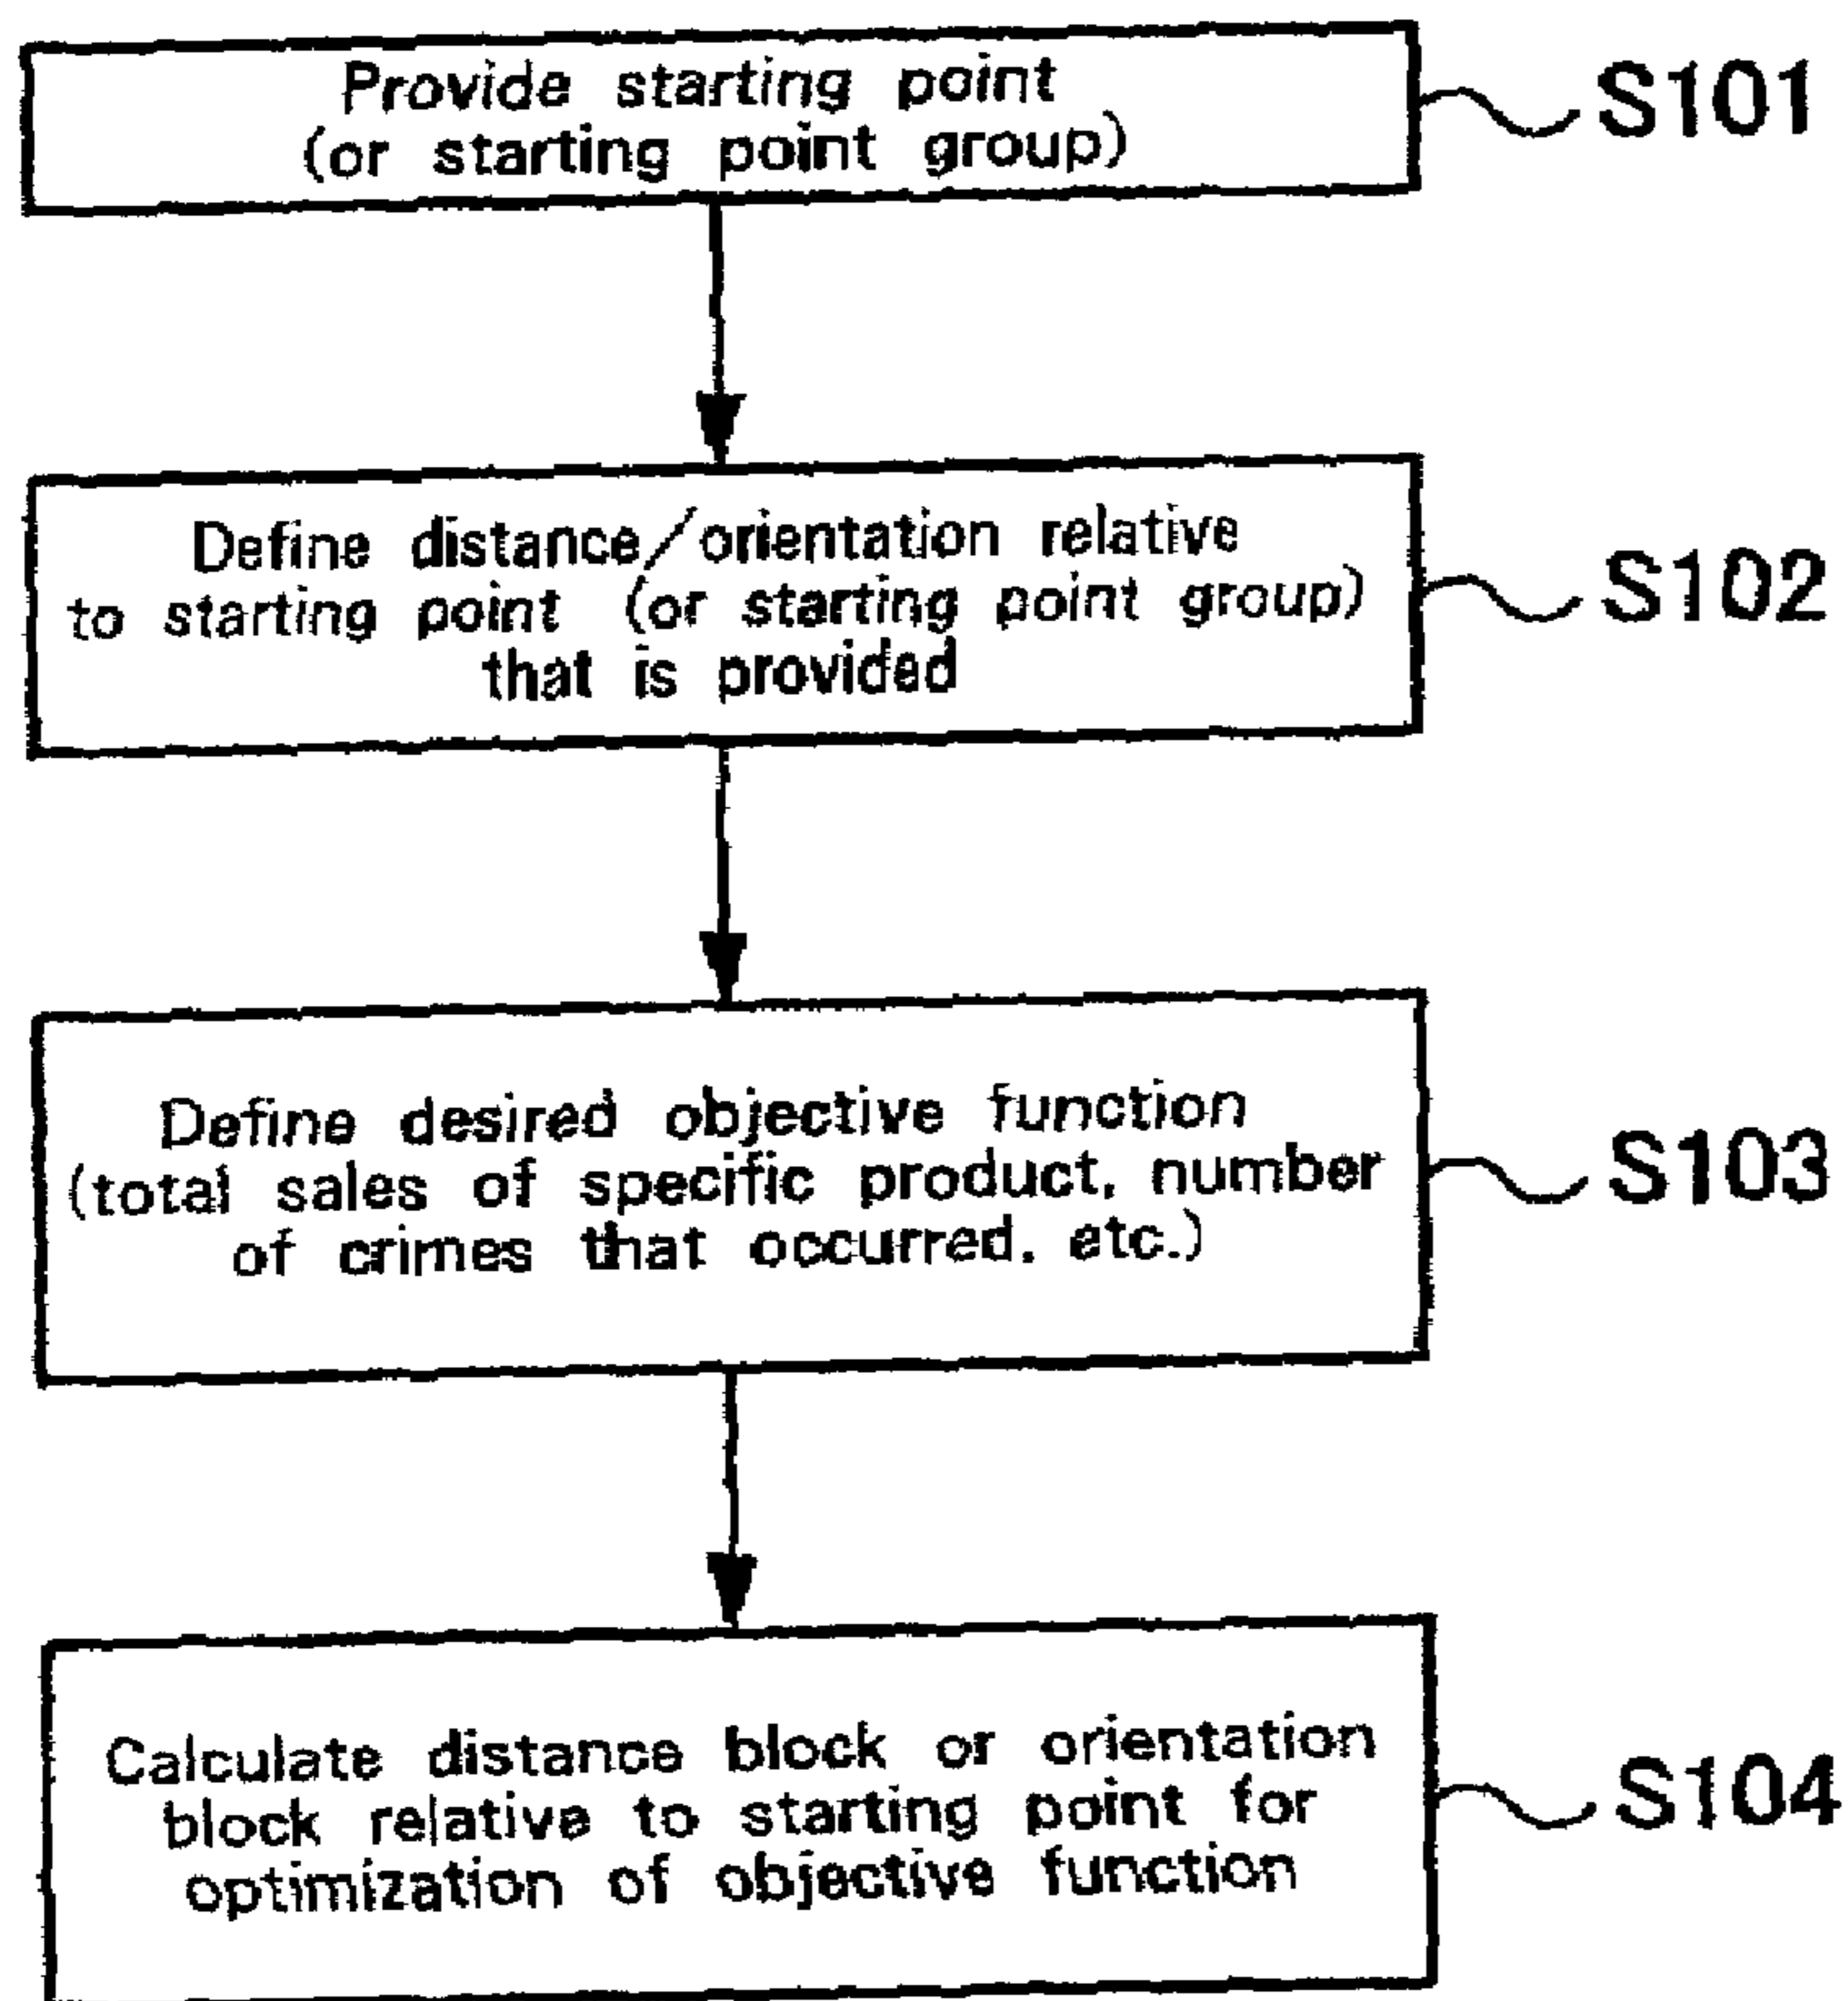 Provide starting point
(or starting point group)
S101
Define distance/orientation relative
to starting point (or starting point group)
that is provided
S102
Define desired objective function
(total sales of specific product, number
of crimes that occurred, etc.)
S103
Calculate distance block or orientation
block relative to starting point for
optimization of objective function
S104